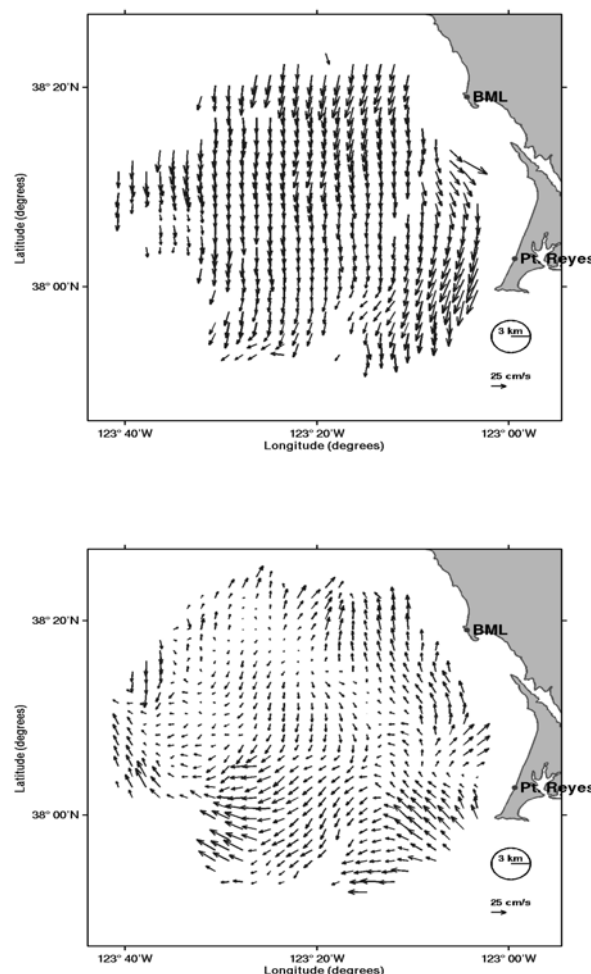 38° 20'N
BML
Latitude (degrees)
Pt. Reyes
38° 00'N
3 km
25 cm/s
123° 40'W
123° 20'W
123° 00'W
Longitude (degrees)
38° 20'N
BML
Latitude (degrees)
Pt. Reyes
38° 00'N
3 km
25 cm/s
123° 40'W
123° 20'W
123° 00'W
Longitude (degrees)